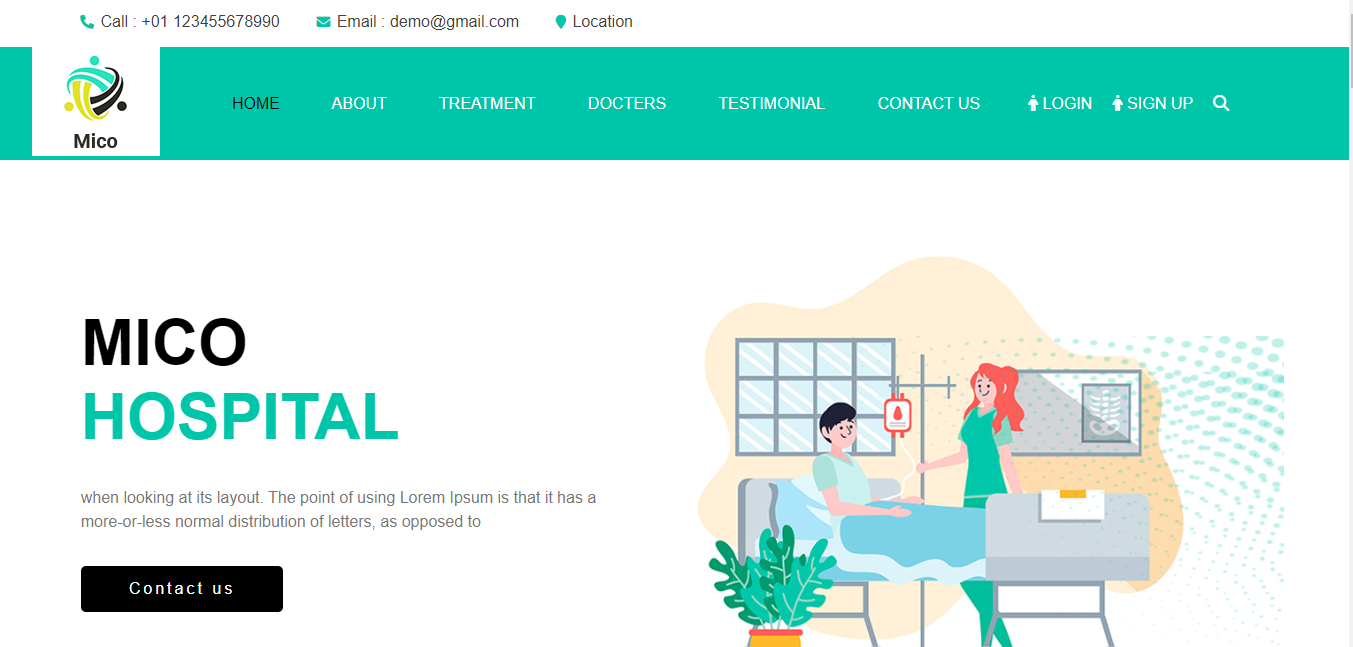 Call : +01 123455678990 Email : demo@gmail.com Location
Mico
HOME ABOUT TREATMENT DOCTERS TESTIMONIAL CONTACT US LOGIN SIGN UP
MICO
HOSPITAL
when looking at its layout. The point of using Lorem Ipsum is that it has a
more-or-less normal distribution of letters, as opposed to
Contact us